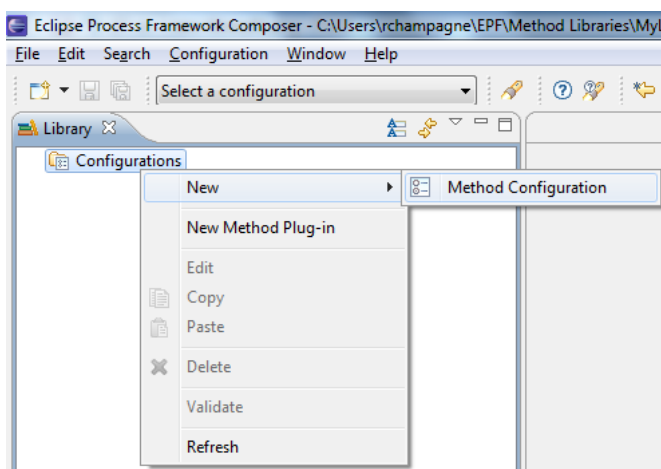 Eclipse Process Framework Composer - C:\Users\rchampagne\EPF\Method Libraries\MyL
File Edit Search Configuration Window Help
Select a configuration
Library
Configurations
New
Method Configuration
New Method Plug-in
Edit
Copy
Paste
Delete
Validate
Refresh